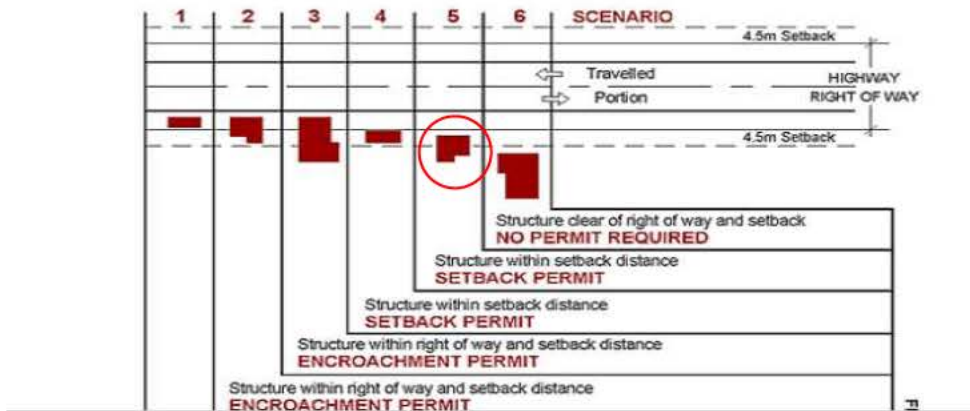 1 2 3 4 5 6 SCENARIO
4.5m Setback
Travelled
HIGHWAY
Portion
RIGHT OF WAY
4.5m Setback
Structure clear of right of way and setback
NO PERMIT REQUIRED
Structure within setback distance
SETBACK PERMIT
Structure within setback distance
SETBACK PERMIT
Structure within right of way and setback distance
ENCROACHMENT PERMIT
Structure within right of way and setback distance
ENCROACHMENT PERMIT